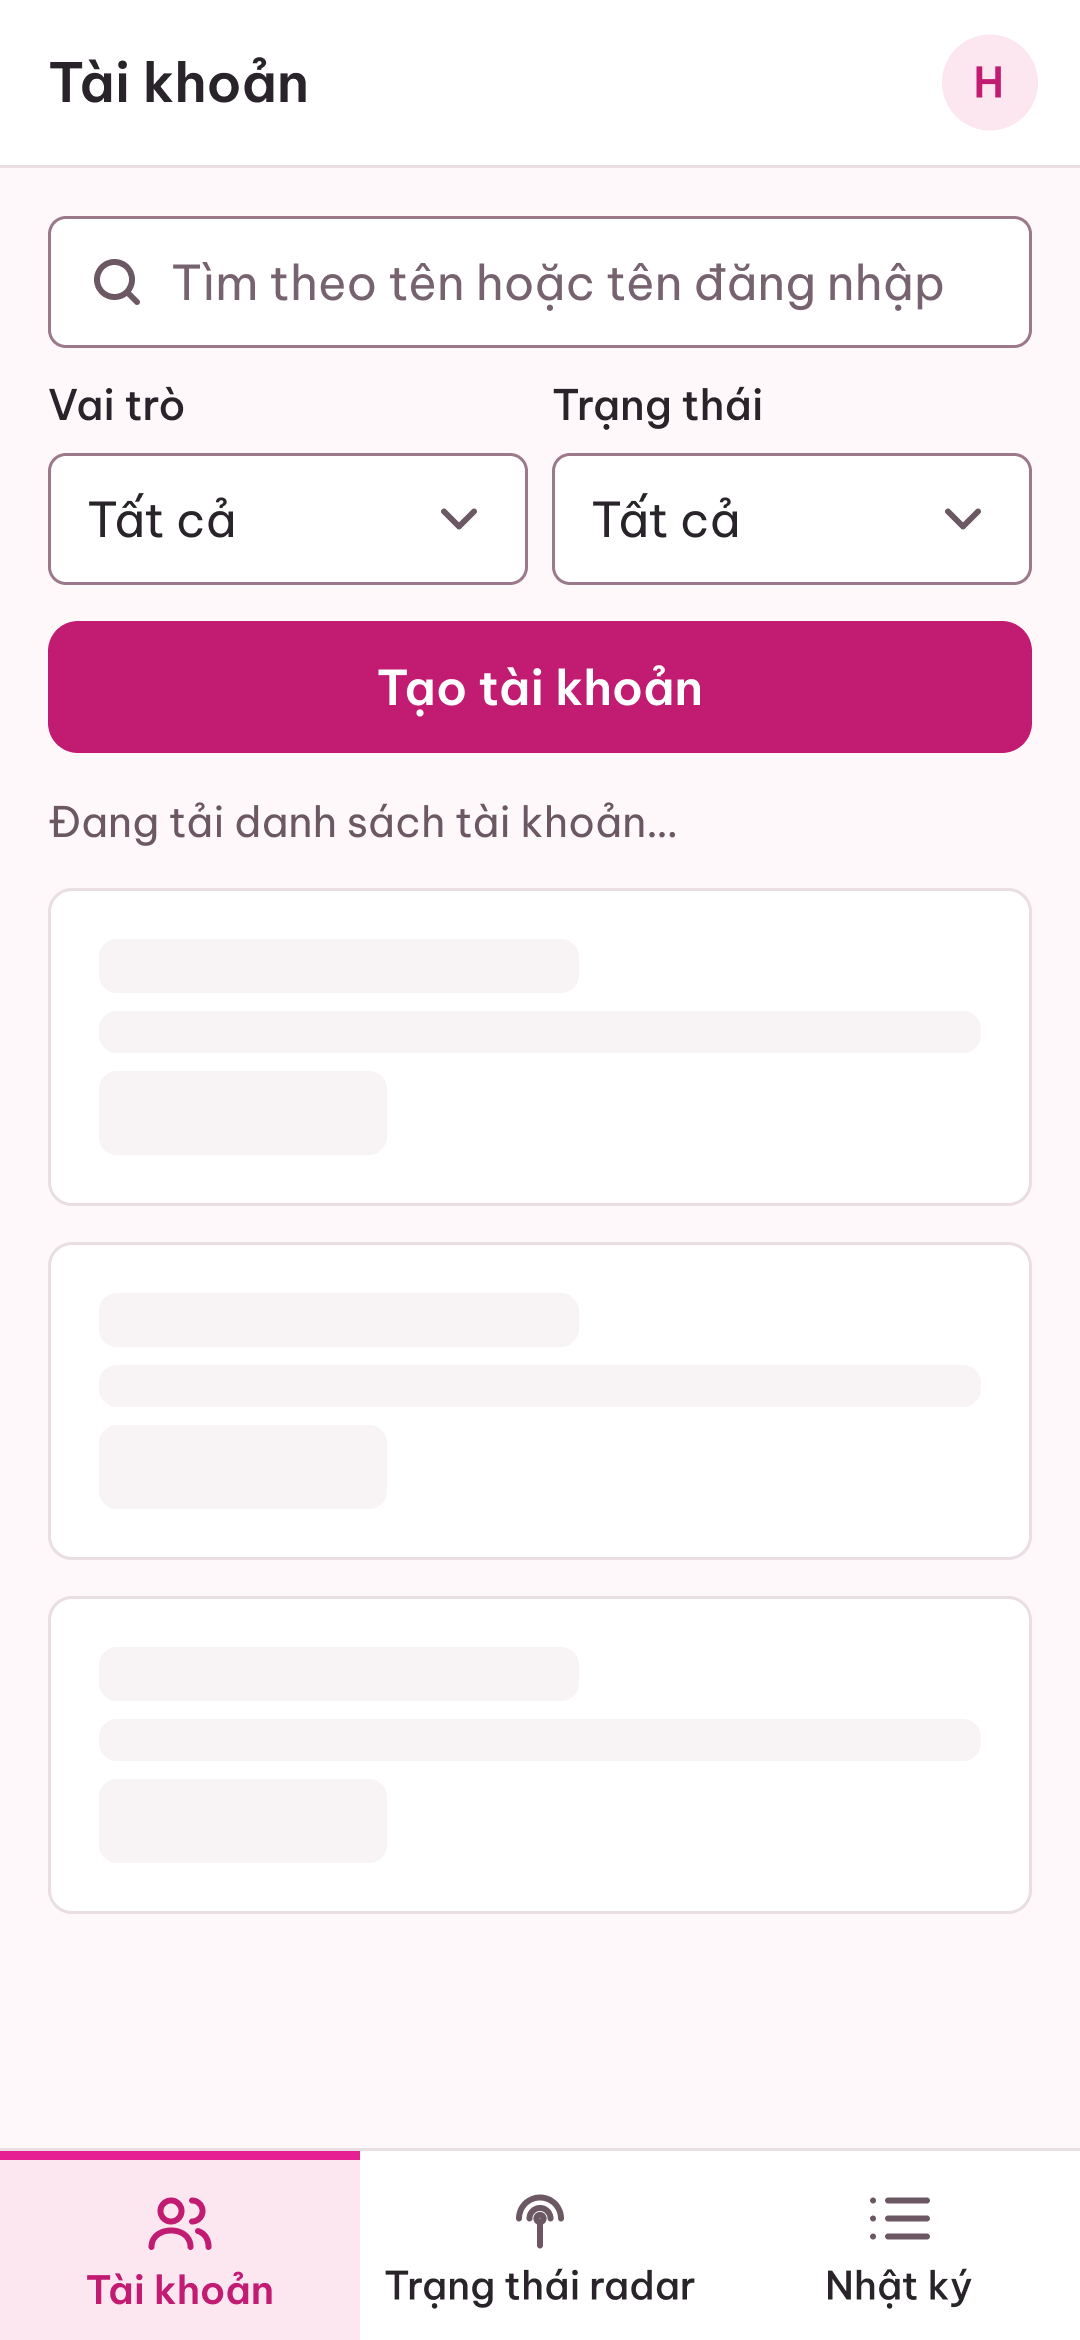 Tài khoản
H
Tìm theo tên hoặc tên đăng nhập
Vai trò
Trạng thái
Tất cả
Tất cả
Tạo tài khoản
Đang tải danh sách tài khoản...
Tài khoản
Trạng thái radar
Nhật ký